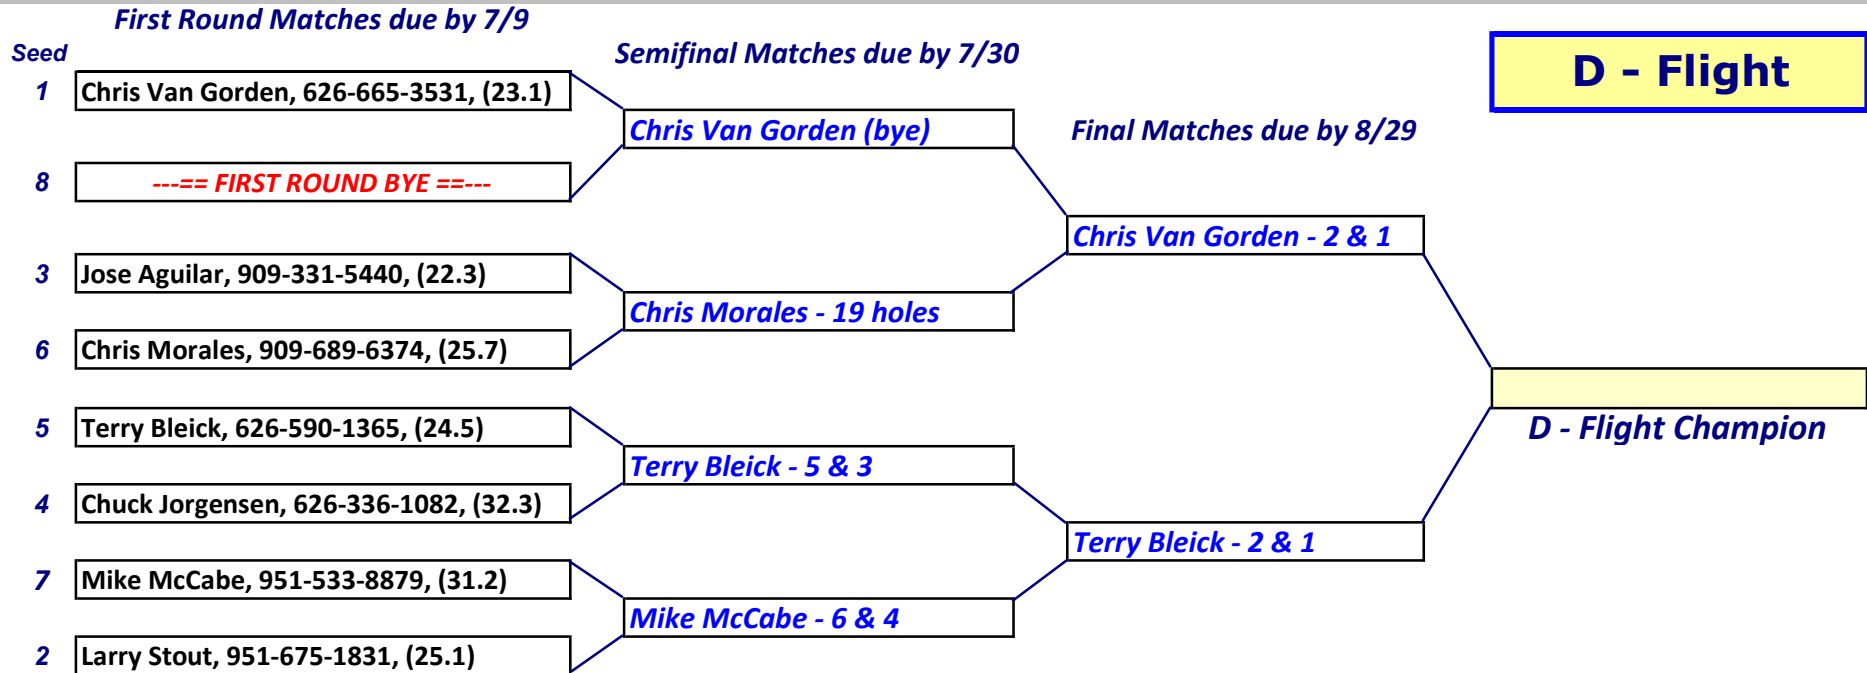 First Round Matches due by 7/9
Seed
Semifinal Matches due by 7/30
D - Flight
1 Chris Van Gorden, 626-665-3531, (23.1)
Chris Van Gorden (bye)
Final Matches due by 8/29
8 ---== FIRST ROUND BYE ==---
Chris Van Gorden - 2 & 1
3 Jose Aguilar, 909-331-5440, (22.3)
Chris Morales - 19 holes
6 Chris Morales, 909-689-6374, (25.7)
5 Terry Bleick, 626-590-1365, (24.5)
D - Flight Champion
Terry Bleick - 5 & 3
4 Chuck Jorgensen, 626-336-1082, (32.3)
Terry Bleick - 2 & 1
7 Mike McCabe, 951-533-8879, (31.2)
Mike McCabe - 6 & 4
2 Larry Stout, 951-675-1831, (25.1)